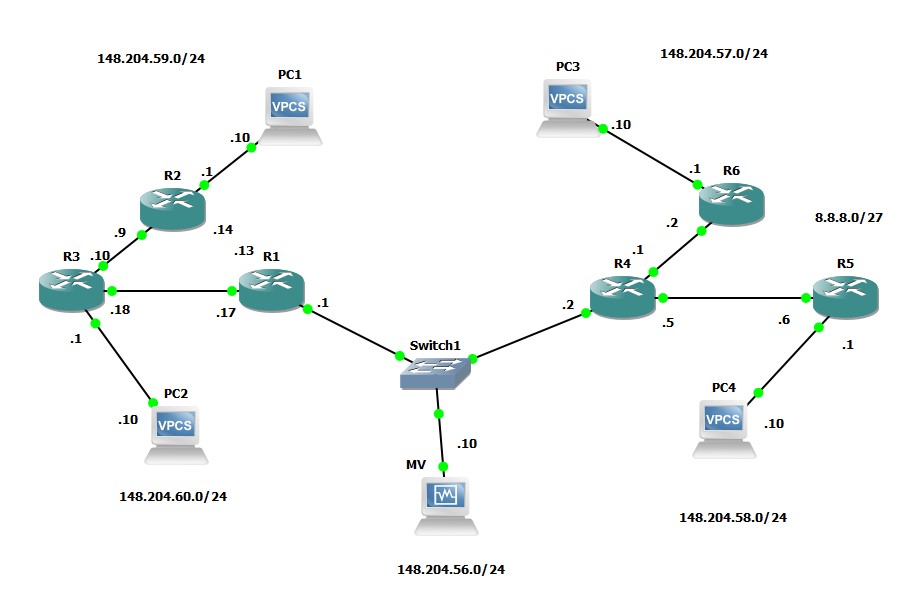 148.204.59.0/24
148.204.57.0/24
PC1
VPCS
.10
PC3
VPCS
.10
R2
.1
.9
.14
R6
.1
.2
8.8.8.0/27
R3
.10
.18
.1
.13
R1
.17
.1
R4
.1
.2
.5
R5
.6
.1
Switch1
PC2
VPCS
.10
148.204.60.0/24
MV
.10
148.204.56.0/24
PC4
VPCS
.10
148.204.58.0/24